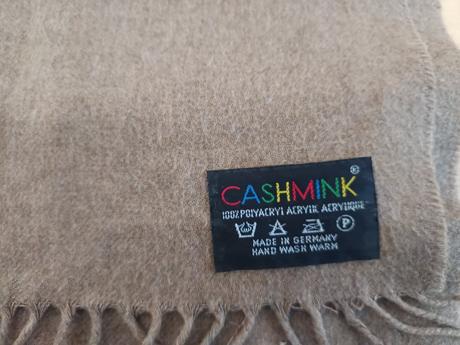 CASHMINK®
100% POLYACRYL ACRYLIC ACRYLIQUE
P
MADE IN GERMANY
HAND WASH WARM